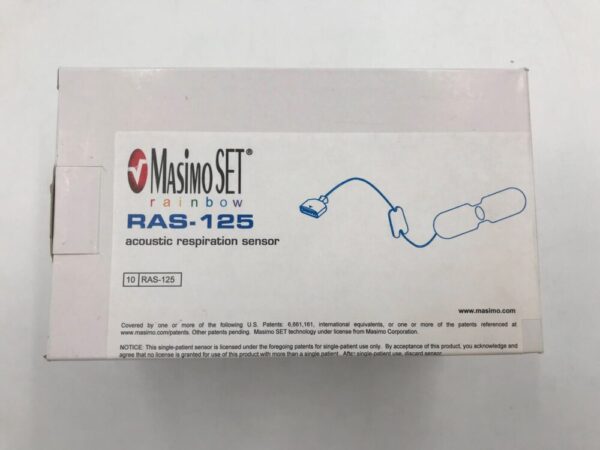 Masimo SET®
rainbow
RAS-125
acoustic respiration sensor
10 RAS-125
www.masimo.com
Covered by one or more of the following U.S. Patents: 6,661,161, international equivalents, or one or more of the patents referenced at
www.masimo.com/patents. Other patents pending. Masimo SET technology under license from Masimo Corporation.
NOTICE: This single-patient sensor is licensed under the foregoing patents for single-patient use only. By acceptance of this product, you acknowledge and
agree that no license is granted for use of this product with more than a single patient. After single-patient use, discard sensor.